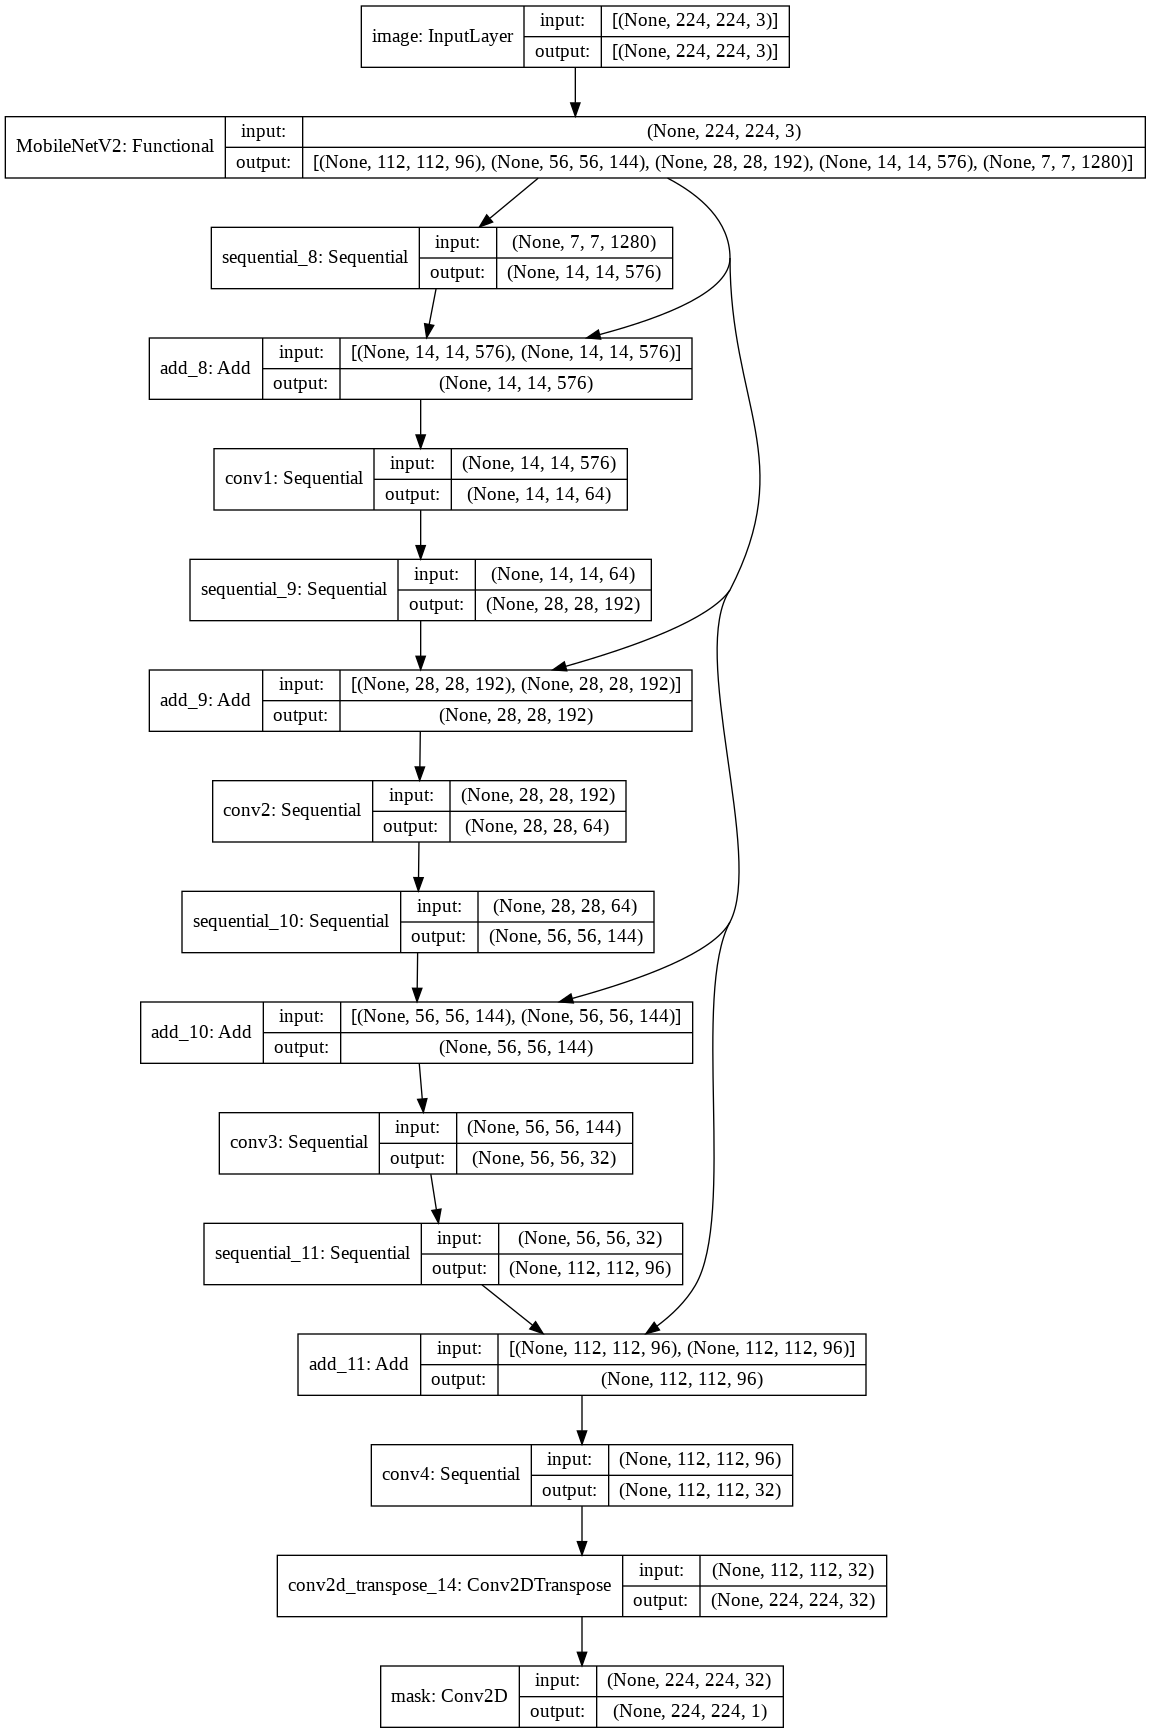 image: InputLayer
input:
[(None, 224, 224, 3)]
output:
[(None, 224, 224, 3)]
MobileNetV2: Functional
input:
(None, 224, 224, 3)
output:
[(None, 112, 112, 96), (None, 56, 56, 144), (None, 28, 28, 192), (None, 14, 14, 576), (None, 7, 7, 1280)]
sequential_8: Sequential
input:
(None, 7, 7, 1280)
output:
(None, 14, 14, 576)
add_8: Add
input:
[(None, 14, 14, 576), (None, 14, 14, 576)]
output:
(None, 14, 14, 576)
conv1: Sequential
input:
(None, 14, 14, 576)
output:
(None, 14, 14, 64)
sequential_9: Sequential
input:
(None, 14, 14, 64)
output:
(None, 28, 28, 192)
add_9: Add
input:
[(None, 28, 28, 192), (None, 28, 28, 192)]
output:
(None, 28, 28, 192)
conv2: Sequential
input:
(None, 28, 28, 192)
output:
(None, 28, 28, 64)
sequential_10: Sequential
input:
(None, 28, 28, 64)
output:
(None, 56, 56, 144)
add_10: Add
input:
[(None, 56, 56, 144), (None, 56, 56, 144)]
output:
(None, 56, 56, 144)
conv3: Sequential
input:
(None, 56, 56, 144)
output:
(None, 56, 56, 32)
sequential_11: Sequential
input:
(None, 56, 56, 32)
output:
(None, 112, 112, 96)
add_11: Add
input:
[(None, 112, 112, 96), (None, 112, 112, 96)]
output:
(None, 112, 112, 96)
conv4: Sequential
input:
(None, 112, 112, 96)
output:
(None, 112, 112, 32)
conv2d_transpose_14: Conv2DTranspose
input:
(None, 112, 112, 32)
output:
(None, 224, 224, 32)
mask: Conv2D
input:
(None, 224, 224, 32)
output:
(None, 224, 224, 1)